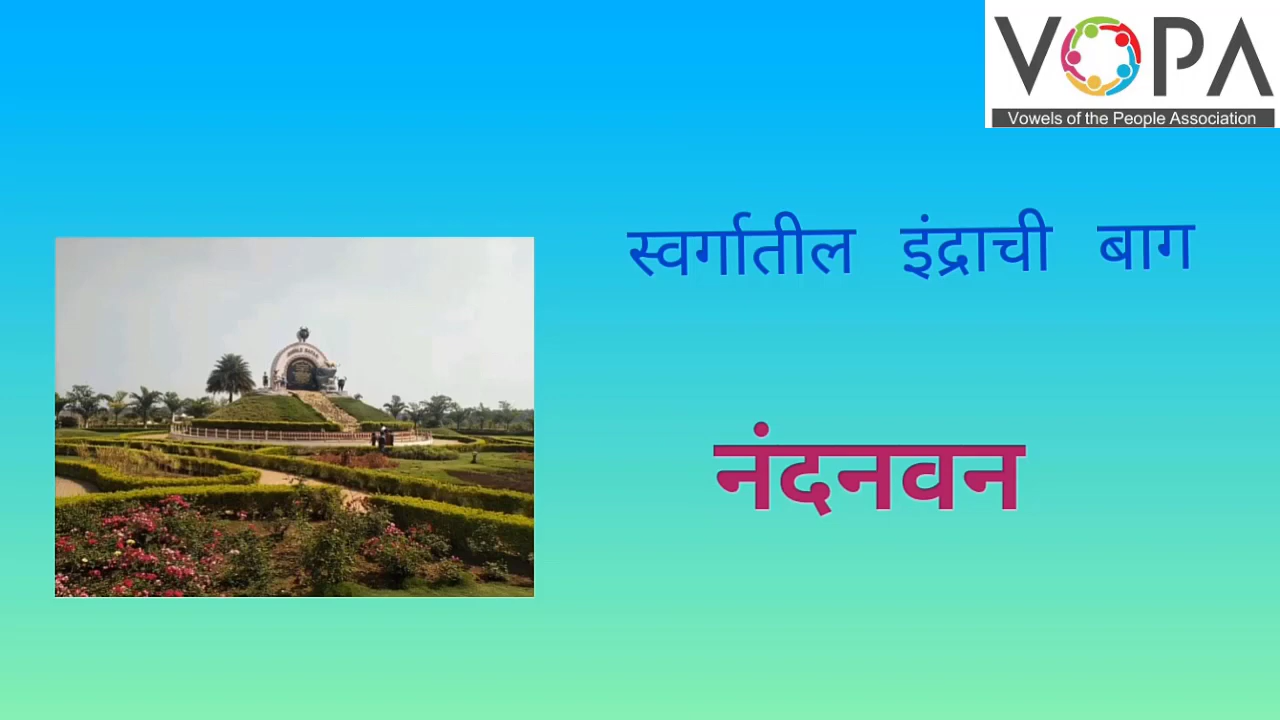 VOPA
Vowels of the People Association
स्वर्गातील इंद्राची बाग
नंदनवन